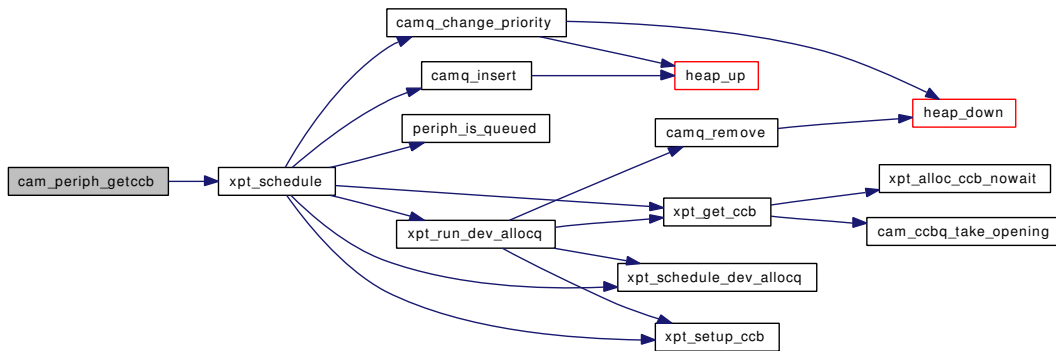 camq_change_priority
camq_insert
heap_up
heap_down
periph_is_queued
camq_remove
cam_periph_getccb
xpt_schedule
xpt_alloc_ccb_nowait
xpt_get_ccb
xpt_run_dev_allocq
cam_ccbq_take_opening
xpt_schedule_dev_allocq
xpt_setup_ccb